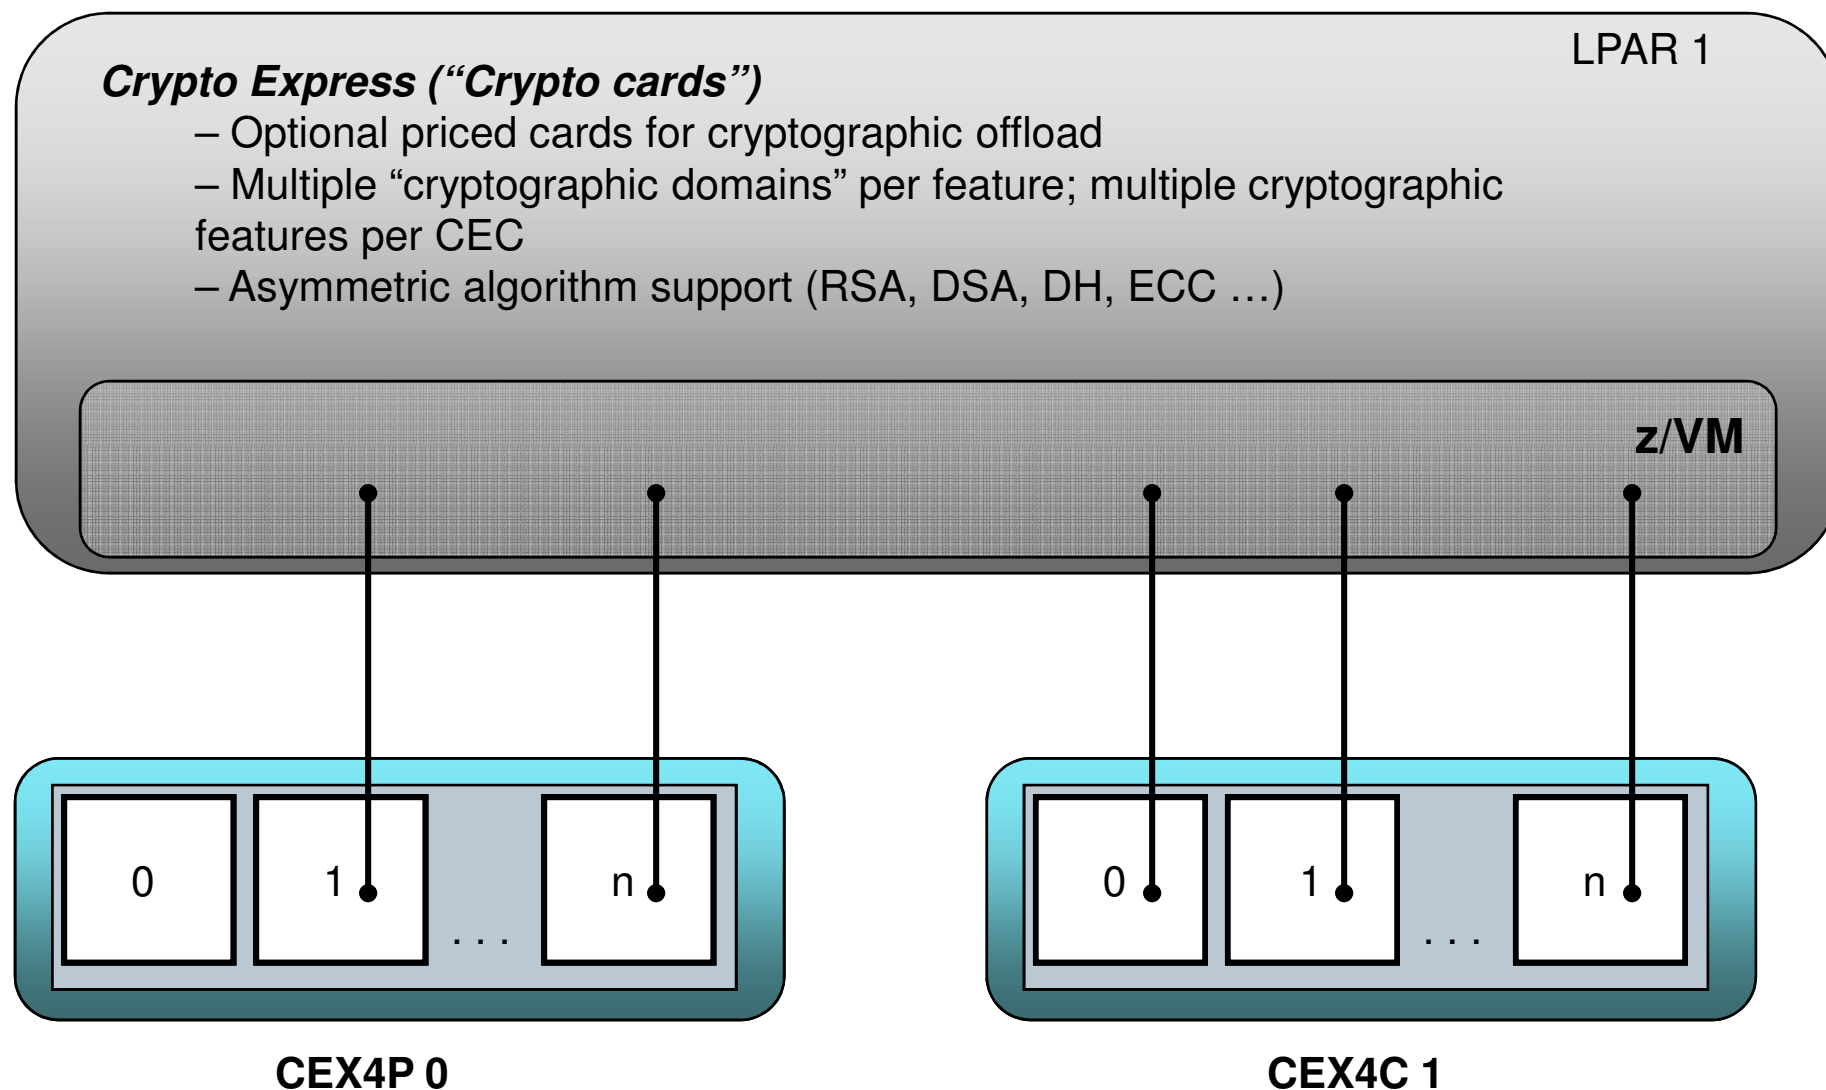 LPAR 1
Crypto Express (“Crypto cards”)
– Optional priced cards for cryptographic offload
– Multiple “cryptographic domains” per feature; multiple cryptographic
features per CEC
– Asymmetric algorithm support (RSA, DSA, DH, ECC …)
z/VM
0 1 . . . n
0 1 . . . n
CEX4P 0
CEX4C 1